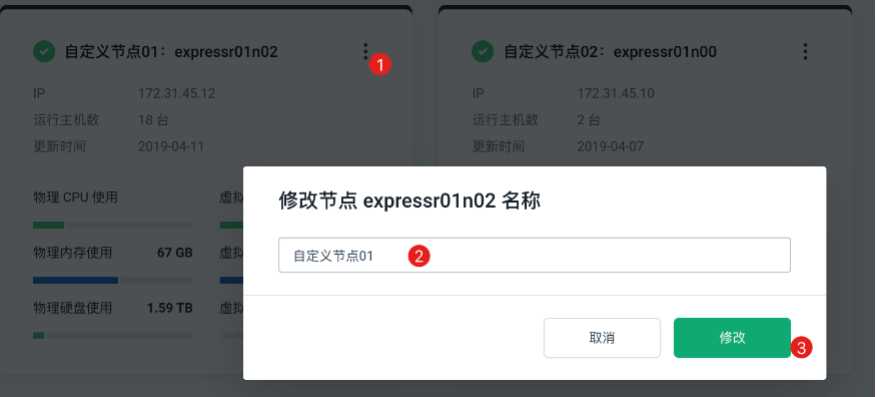 自定义节点01：expressr01n02
1
IP 172.31.45.12
运行主机数 18 台
更新时间 2019-04-11
物理 CPU 使用
物理内存使用 67 GB
物理硬盘使用 1.59 TB
虚拟
虚拟
虚拟
自定义节点02：expressr01n00
IP 172.31.45.10
运行主机数 2 台
更新时间 2019-04-07
修改节点 expressr01n02 名称
自定义节点01 2
取消
修改 3